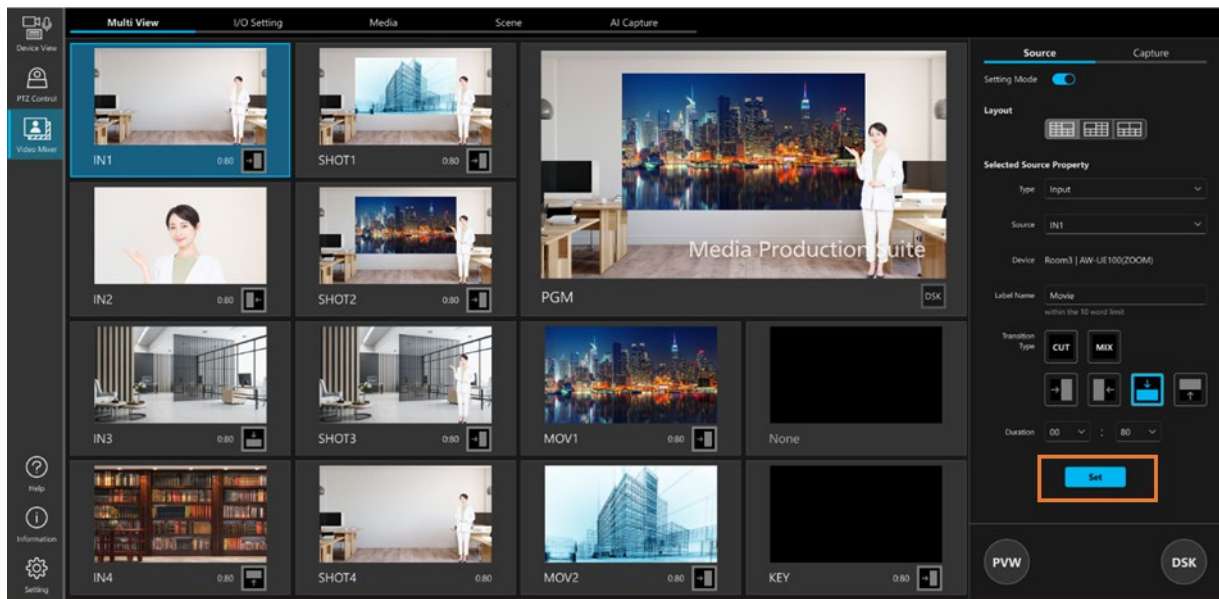 Multi View
I/O Setting
Media
Scene
AI Capture
Device View
PTZ Control
Video Mixer
Help
Information
Setting
IN1 0:80
SHOT1 0:80
IN2 0:80
SHOT2 0:80
Media Production Suite
PGM DSK
IN3 0:80
SHOT3 0:80
MOV1 0:80
None
IN4 0:80
SHOT4 0:80
MOV2 0:80
KEY 0:80
Source Capture
Setting Mode
Layout
Selected Source Property
Type Input
Source IN1
Device Room3 | AW-UE100(ZOOM)
Label Name Movie
within the 10 word limit
Transition
Type CUT MIX
Duration 00 : 80
Set
PVW DSK